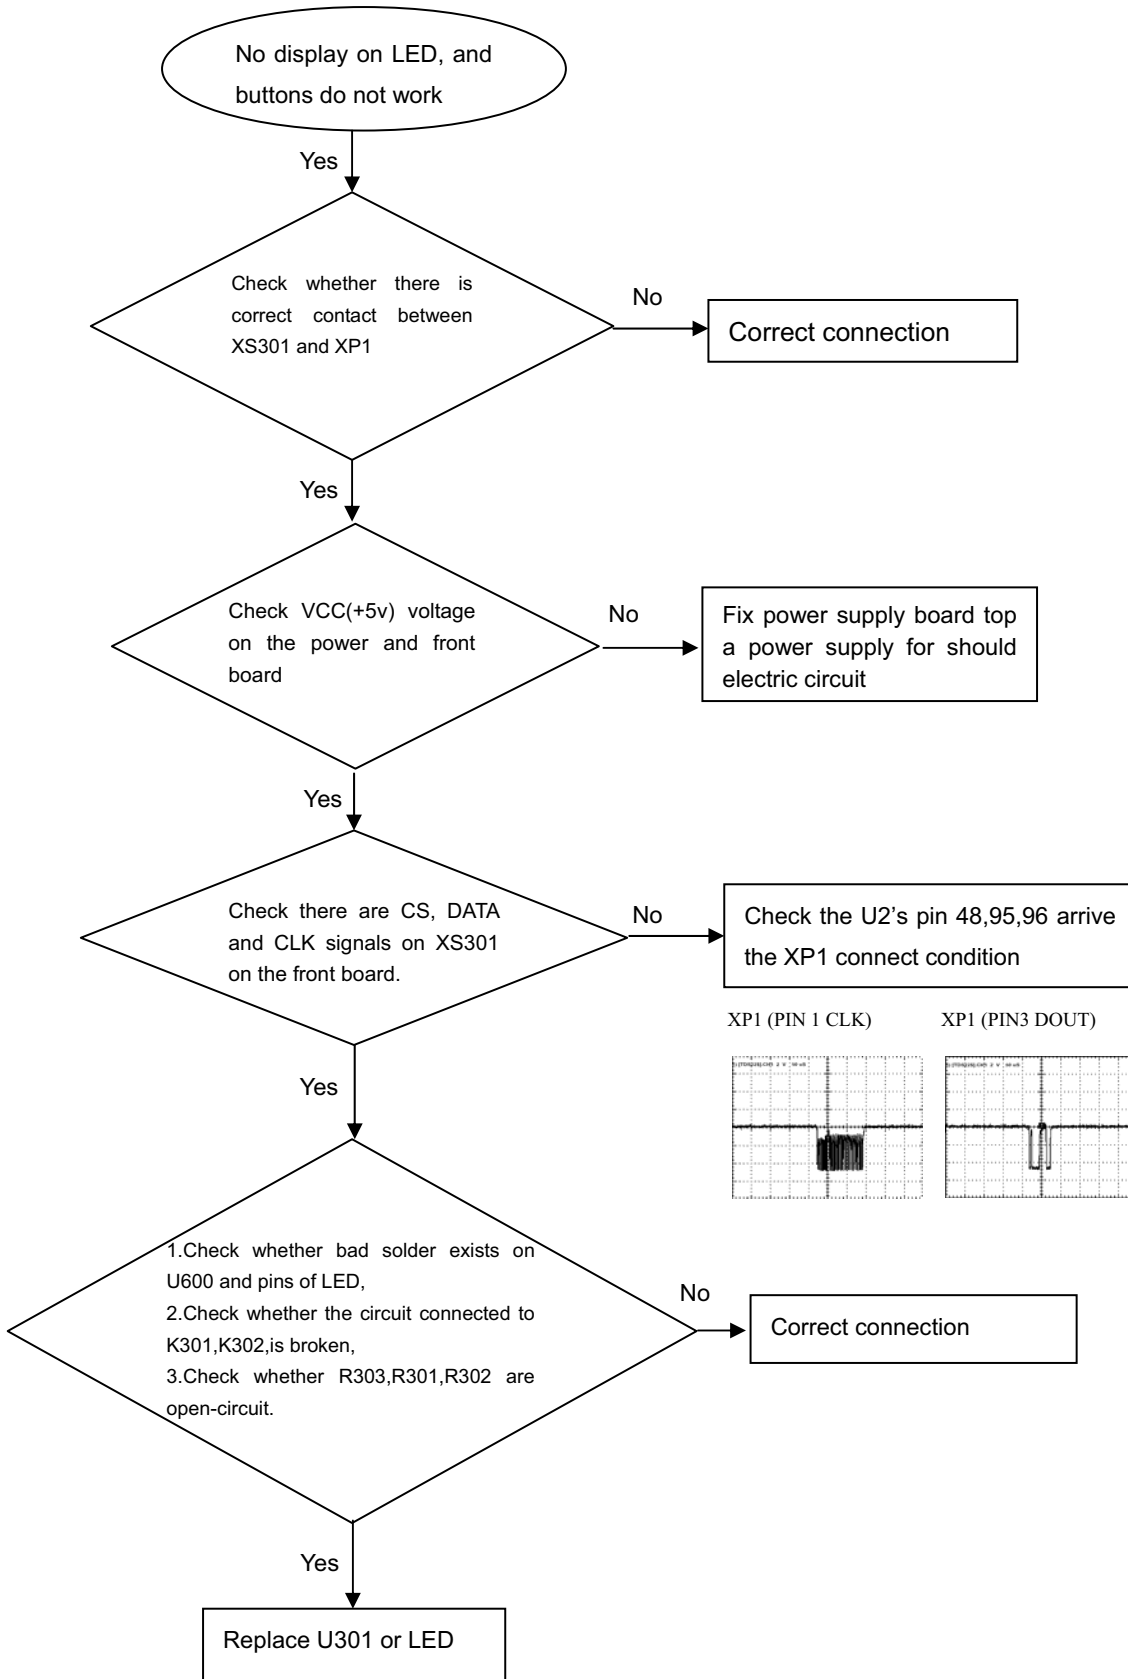 No display on LED, and
buttons do not work
Yes
Check whether there is
correct contact between
XS301 and XP1
No
Correct connection
Yes
Check VCC(+5v) voltage
on the power and front
board
No
Fix power supply board top
a power supply for should
electric circuit
Yes
Check there are CS, DATA
and CLK signals on XS301
on the front board.
No
Check the U2’s pin 48,95,96 arrive
the XP1 connect condition
XP1 (PIN 1 CLK)
XP1 (PIN3 DOUT)
Yes
1.Check whether bad solder exists on
U600 and pins of LED,
2.Check whether the circuit connected to
K301,K302,is broken,
3.Check whether R303,R301,R302 are
open-circuit.
No
Correct connection
Yes
Replace U301 or LED